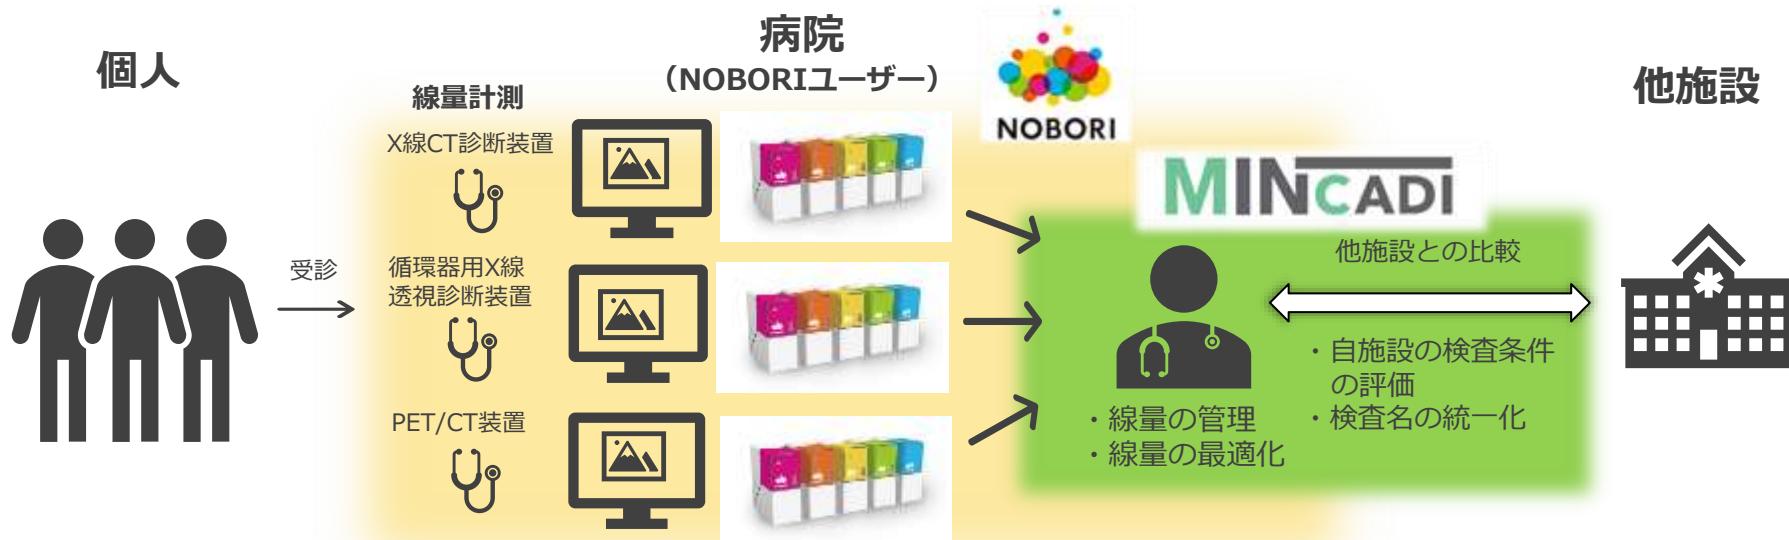 個人
病院
（NOBORIユーザー）
NOBORI
他施設
線量計測
X線CT診断装置
受診
循環器用X線
透視診断装置
PET/CT装置
MINCADI
他施設との比較
・線量の管理
・線量の最適化
・自施設の検査条件
の評価
・検査名の統一化